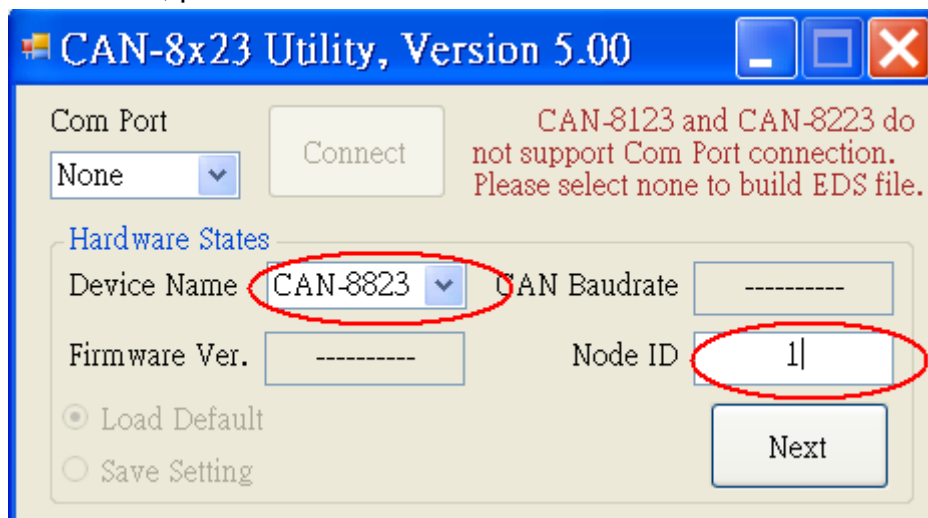 CAN-8x23 Utility, Version 5.00
Com Port
None
Connect
CAN-8123 and CAN-8223 do
not support Com Port connection.
Please select none to build EDS file.
Hardware States
Device Name CAN-8823 CAN Baudrate ----------
Firmware Ver. ---------- Node ID 1
Load Default
Save Setting
Next